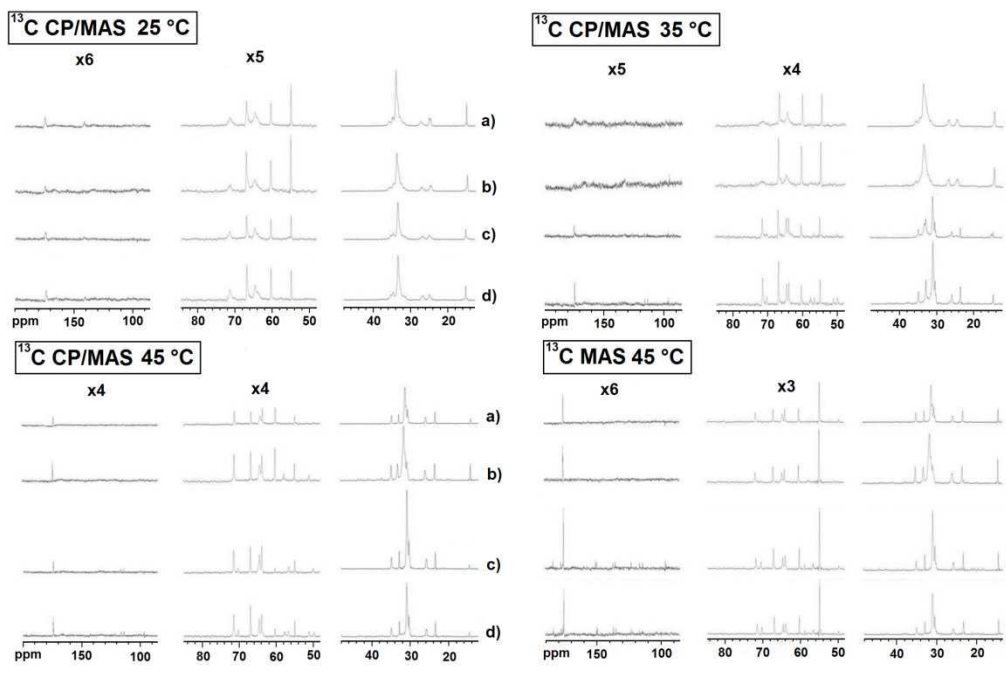 13C CP/MAS 25 °C
x6 x5
a)
b)
c)
d)
ppm 150 100 80 70 60 50 40 30 20
13C CP/MAS 35 °C
x5 x4
ppm 150 100 80 70 60 50 40 30 20
13C CP/MAS 45 °C
x4 x4
a)
b)
c)
d)
ppm 150 100 80 70 60 50 40 30 20
13C MAS 45 °C
x6 x3
ppm 150 100 80 70 60 50 40 30 20